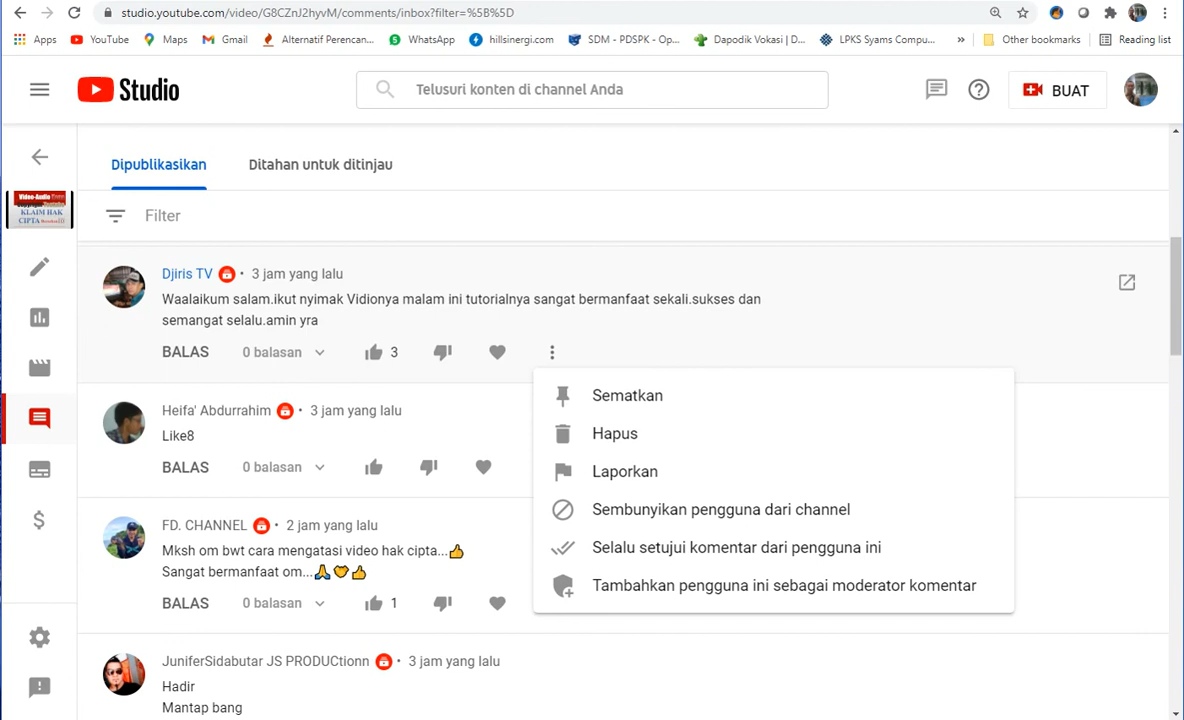 studio.youtube.com/video/G8CZnJ2hyvM/comments/inbox?filter=%5B%5D
Apps YouTube Maps Gmail Alternatif Perencan... WhatsApp hillsinergi.com SDM - PDSPK - Op... Dapodik Vokasi | D... LPKS Syams Compu... » Other bookmarks Reading list
Studio
Telusuri konten di channel Anda
BUAT
Dipublikasikan Ditahan untuk ditinjau
KLAIM HAK
CIPTA
Filter
Djiris TV • 3 jam yang lalu
Waalaikum salam.ikut nyimak Vidionya malam ini tutorialnya sangat bermanfaat sekali.sukses dan
semangat selalu.amin yra
BALAS 0 balasan 3
Sematkan
Hapus
Laporkan
Sembunyikan pengguna dari channel
Selalu setujui komentar dari pengguna ini
Tambahkan pengguna ini sebagai moderator komentar
Heifa' Abdurrahim • 3 jam yang lalu
Like8
BALAS 0 balasan
FD. CHANNEL • 2 jam yang lalu
Mksh om bwt cara mengatasi video hak cipta...👍
Sangat bermanfaat om...🙏🤝👍
BALAS 0 balasan 1
JuniferSidabutar JS PRODUCtionn • 3 jam yang lalu
Hadir
Mantap bang